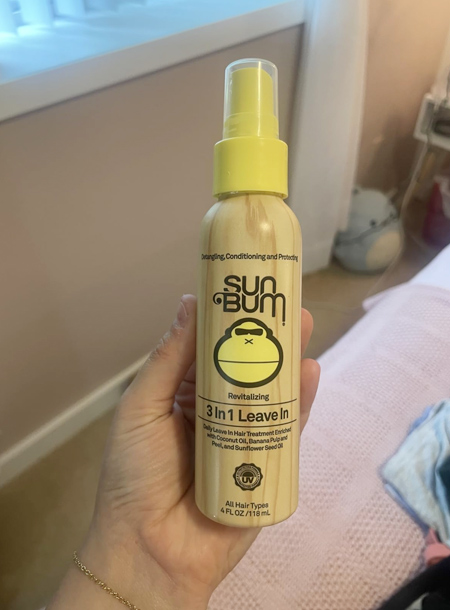 Detangling, Conditioning and Protecting
SUN
BUM
Revitalizing
3 In 1 Leave In
Daily Leave In Hair Treatment Enriched
with Coconut Oil, Banana Pulp and
Peel, and Sunflower Seed Oil
UV
All Hair Types
4 FL OZ / 118 mL